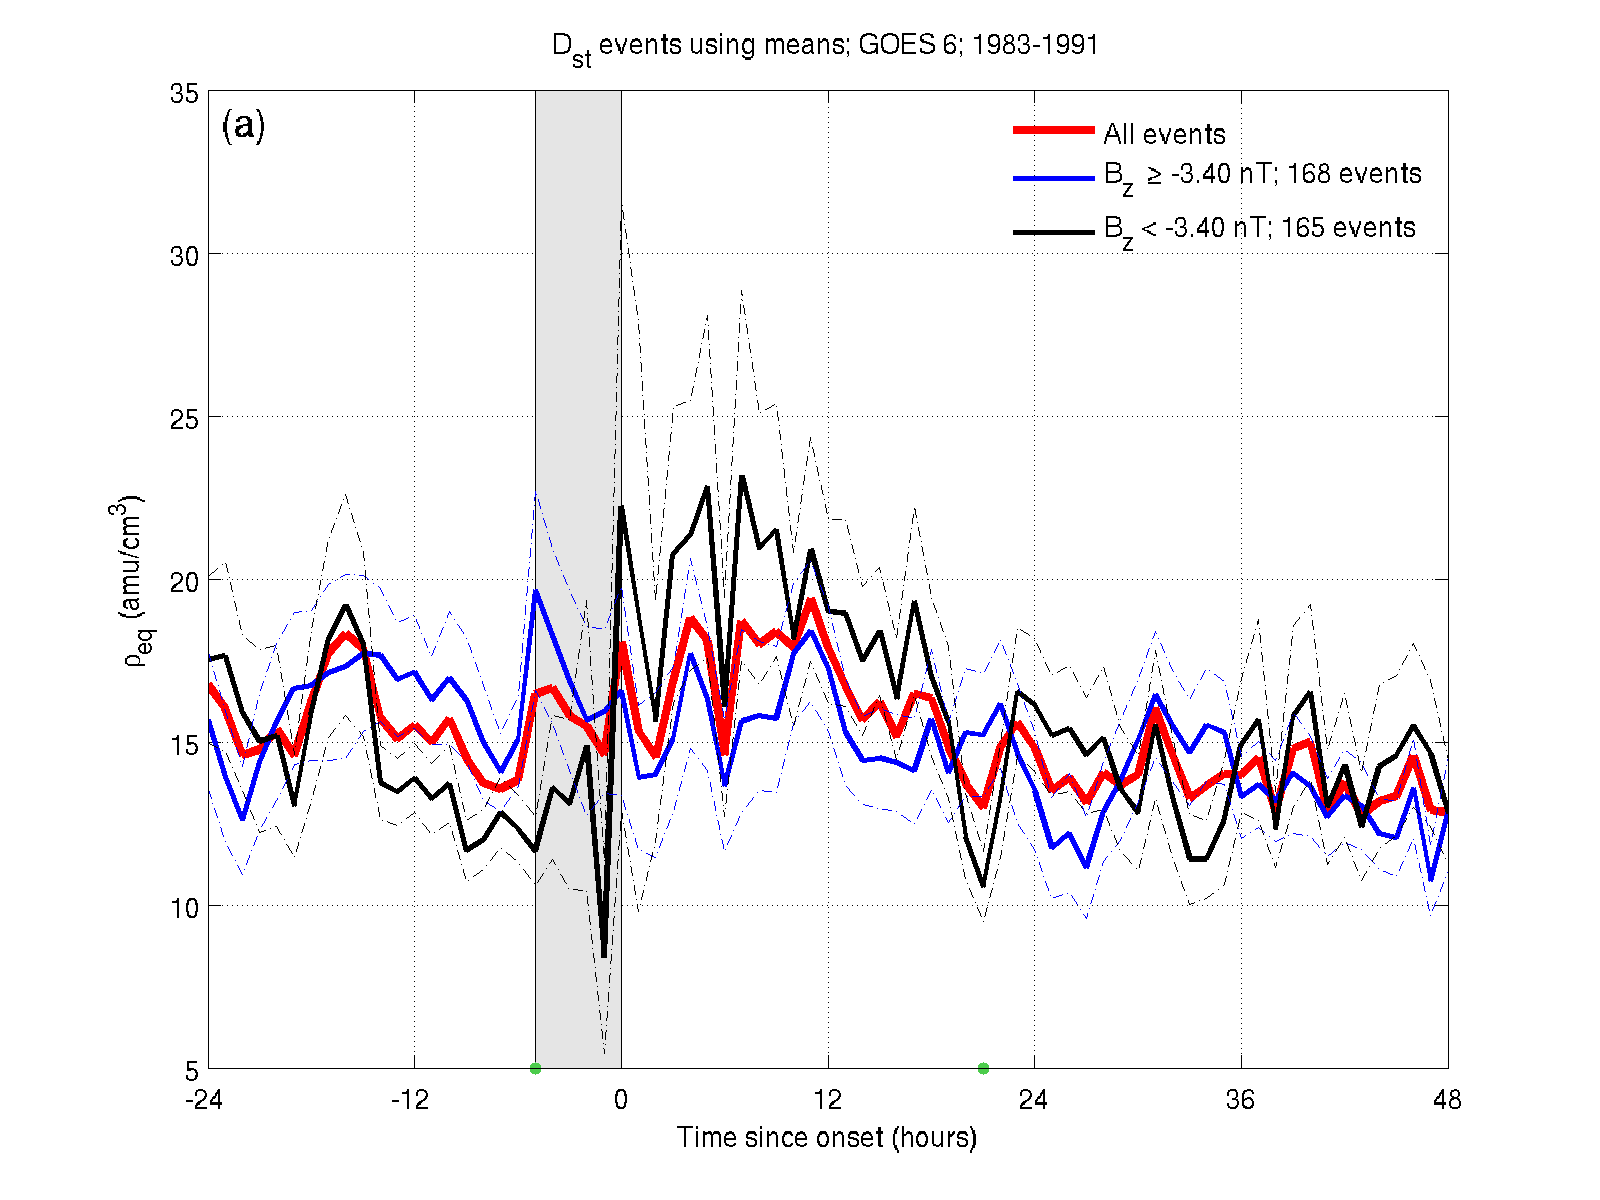 D_st events using means; GOES 6; 1983-1991
(a)
All events
B_z ≥ -3.40 nT; 168 events
B_z < -3.40 nT; 165 events
35
30
25
20
15
10
5
ρ_eq (amu/cm^3)
-24 -12 0 12 24 36 48
Time since onset (hours)